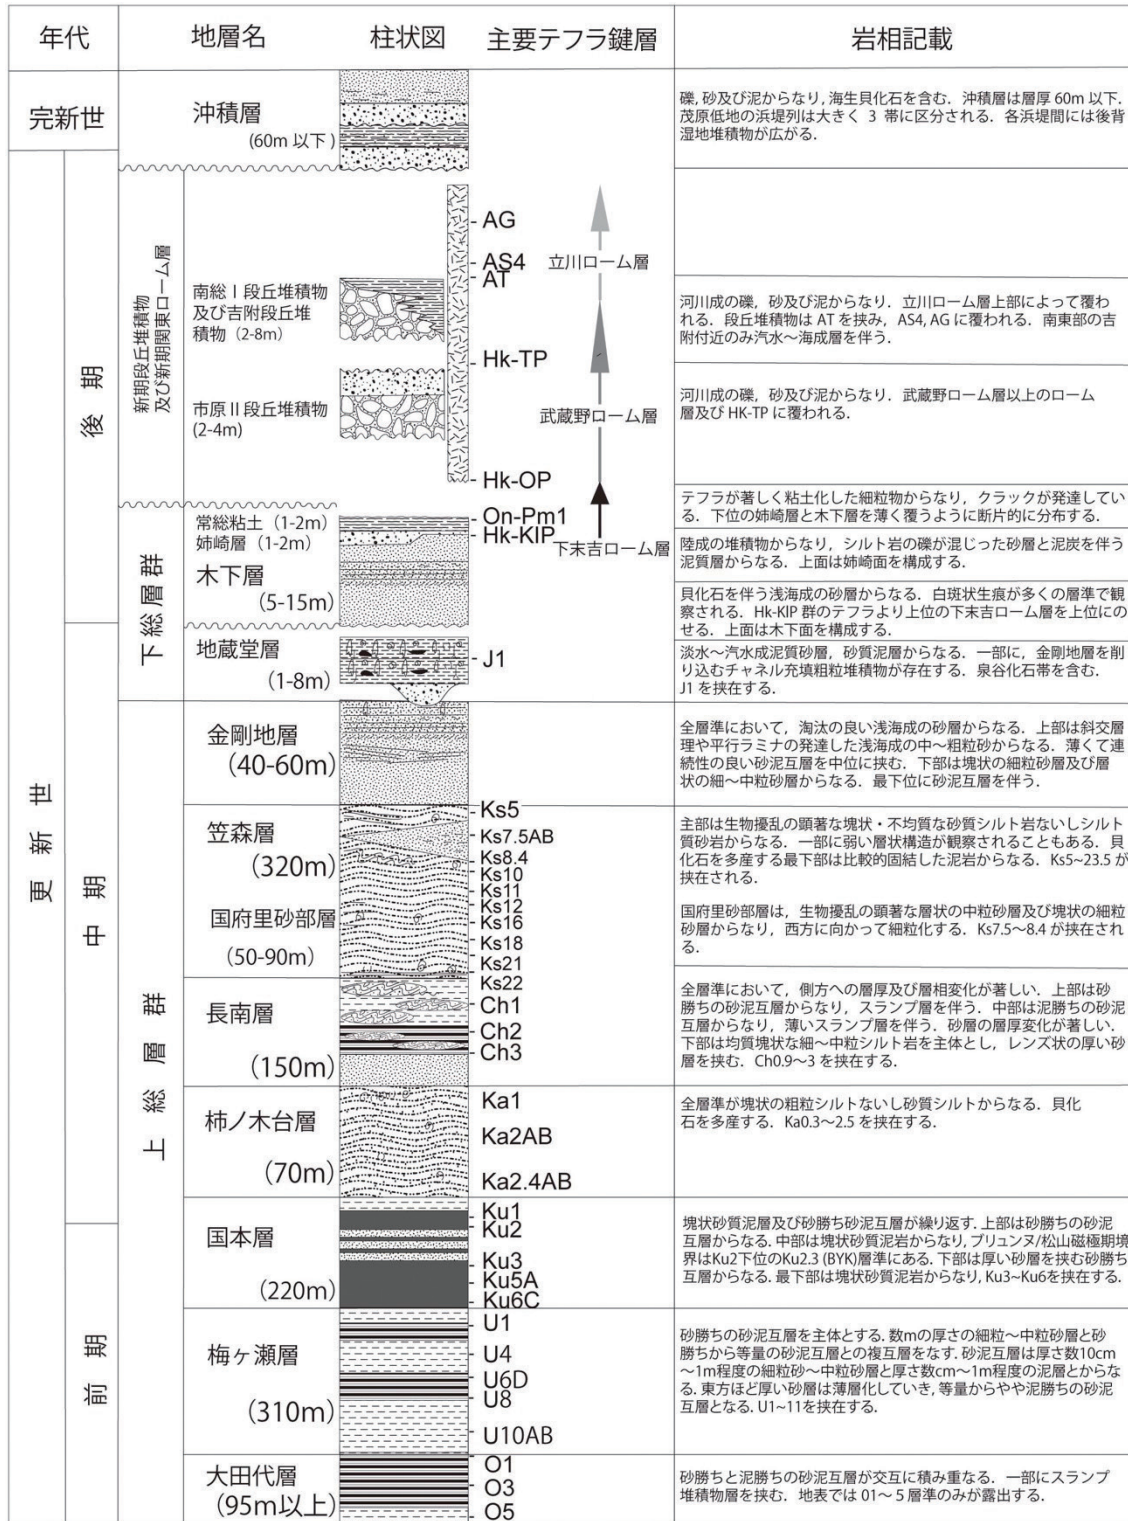 年代
地層名
柱状図
主要テフラ鍵層
岩相記載
完新世
沖積層
(60m 以下)
礫, 砂及び泥からなり, 海生貝化石を含む. 沖積層は層厚 60m 以下.
茂原低地の浜堤列は大きく 3 帯に区分される. 各浜堤間には後背
湿地堆積物が広がる.
更新世
後期
新期段丘堆積物
及び新期関東ローム層
AG
AS4
AT
立川ローム層
南総Ⅰ段丘堆積物
及び吉附段丘堆
積物 (2-8m)
河川成の礫, 砂及び泥からなり. 立川ローム層上部によって覆わ
れる. 段丘堆積物は AT を挟み, AS4, AG に覆われる. 南東部の吉
附付近のみ汽水～海成層を伴う.
Hk-TP
市原Ⅱ段丘堆積物
(2-4m)
武蔵野ローム層
河川成の礫, 砂及び泥からなり. 武蔵野ローム層以上のローム
層及び HK-TP に覆われる.
Hk-OP
下総層群
常総粘土 (1-2m)
On-Pm1
テフラが著しく粘土化した細粒物からなり, クラックが発達してい
る. 下位の姉崎層と木下層を薄く覆うように断片的に分布する.
姉崎層 (1-2m)
Hk-KIP
下末吉ローム層
陸成の堆積物からなり, シルト岩の礫が混じった砂層と泥炭を伴う
泥質層からなる. 上面は姉崎面を構成する.
木下層
(5-15m)
貝化石を伴う浅海成の砂層からなる. 白斑状生痕が多くの層準で観
察される. Hk-KIP 群のテフラより上位の下末吉ローム層を上位にの
せる. 上面は木下面を構成する.
中期
地蔵堂層
(1-8m)
J1
淡水～汽水成泥質砂層, 砂質泥層からなる. 一部に, 金剛地層を削
り込むチャネル充填粗粒堆積物が存在する. 泉谷化石帯を含む.
J1 を挟在する.
上総層群
金剛地層
(40-60m)
全層準において, 淘汰の良い浅海成の砂層からなる. 上部は斜交層
理や平行ラミナの発達した浅海成の中～粗粒砂からなる. 薄くて連
続性の良い砂泥互層を中位に挟む. 下部は塊状の細粒砂層及び層
状の細～中粒砂層からなる. 最下位に砂泥互層を伴う.
笠森層
(320m)
国府里砂部層
(50-90m)
Ks5
Ks7.5AB
Ks8.4
Ks10
Ks11
Ks12
Ks16
Ks18
Ks21
Ks22
主部は生物擾乱の顕著な塊状・不均質な砂質シルト岩ないしシルト
質砂岩からなる. 一部に弱い層状構造が観察されることもある. 貝
化石を多産する最下部は比較的固結した泥岩からなる. Ks5~23.5 が
挟在される.
国府里砂部層は, 生物擾乱の顕著な層状の中粒砂層及び塊状の細粒
砂層からなり, 西方に向かって細粒化する. Ks7.5～8.4 が挟在され
る.
長南層
(150m)
Ch1
Ch2
Ch3
全層準において, 側方への層厚及び層相変化が著しい. 上部は砂
勝ちの砂泥互層からなり, スランプ層を伴う. 中部は泥勝ちの砂泥
互層からなり, 薄いスランプ層を伴う. 砂層の層厚変化が著しい.
下部は均質塊状な細～中粒シルト岩を主体とし, レンズ状の厚い砂
層を挟む. Ch0.9～3 を挟在する.
柿ノ木台層
(70m)
Ka1
Ka2AB
Ka2.4AB
全層準が塊状の粗粒シルトないし砂質シルトからなる. 貝化
石を多産する. Ka0.3～2.5 を挟在する.
前期
国本層
(220m)
Ku1
Ku2
Ku3
Ku5A
Ku6C
塊状砂質泥層及び砂勝ち砂泥互層が繰り返す. 上部は砂勝ちの砂泥
互層からなる. 中部は塊状砂質泥岩からなり, ブリュンヌ/松山磁極期境
界はKu2下位のKu2.3 (BYK)層準にある. 下部は厚い砂層を挟む砂勝ち
互層からなる. 最下部は塊状砂質泥岩からなり, Ku3~Ku6を挟在する.
梅ヶ瀬層
(310m)
U1
U4
U6D
U8
U10AB
砂勝ちの砂泥互層を主体とする. 数mの厚さの細粒～中粒砂層と砂
勝ちから等量の砂泥互層との複互層をなす. 砂泥互層は厚さ数10cm
～1m程度の細粒砂～中粒砂層と厚さ数cm～1m程度の泥層とからな
る. 東方ほど厚い砂層は薄層化していき, 等量からやや泥勝ちの砂泥
互層となる. U1~11を挟在する.
大田代層
(95m以上)
O1
O3
O5
砂勝ちと泥勝ちの砂泥互層が交互に積み重なる. 一部にスランプ
堆積物層を挟む. 地表では 01～5 層準のみが露出する.